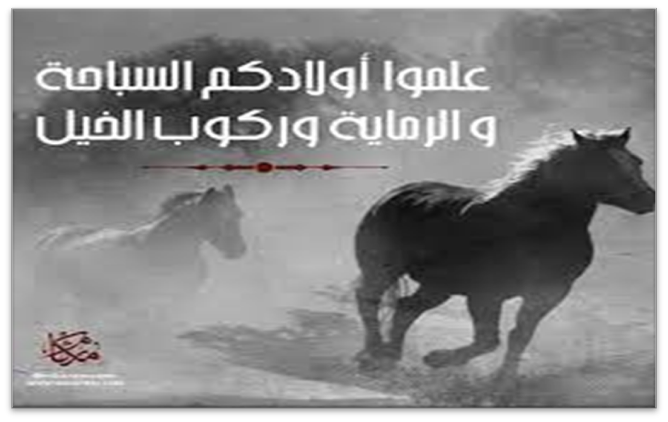 علموا أولادكم السباحة
و الرماية وركوب الخيل